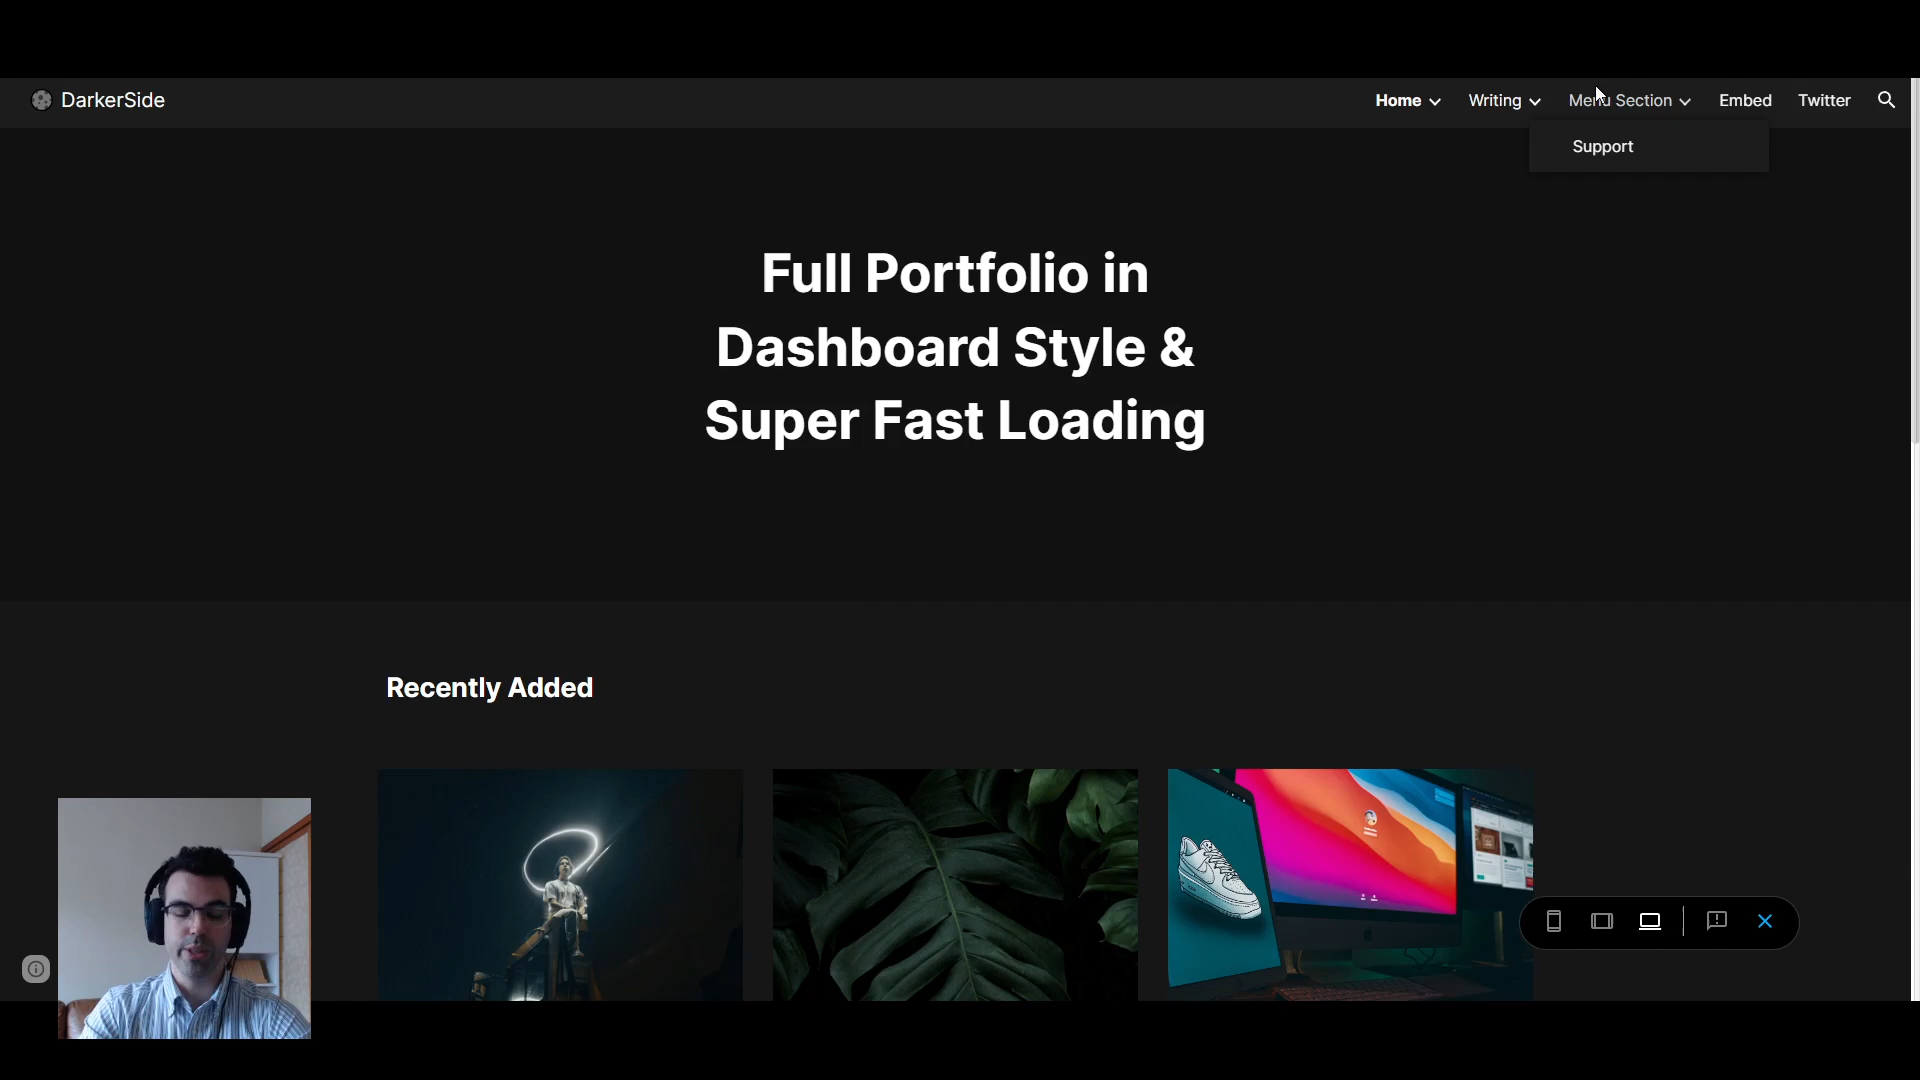 DarkerSide
Home Writing Menu Section Embed Twitter
Support
Full Portfolio in
Dashboard Style &
Super Fast Loading
Recently Added